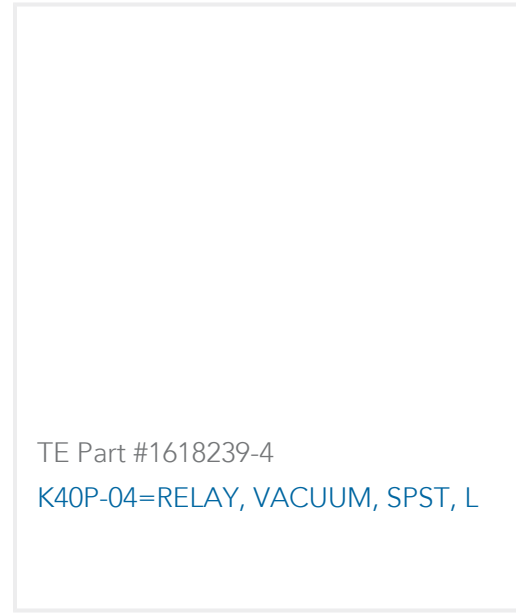 TE Part #1618239-4
K40P-04=RELAY, VACUUM, SPST, L